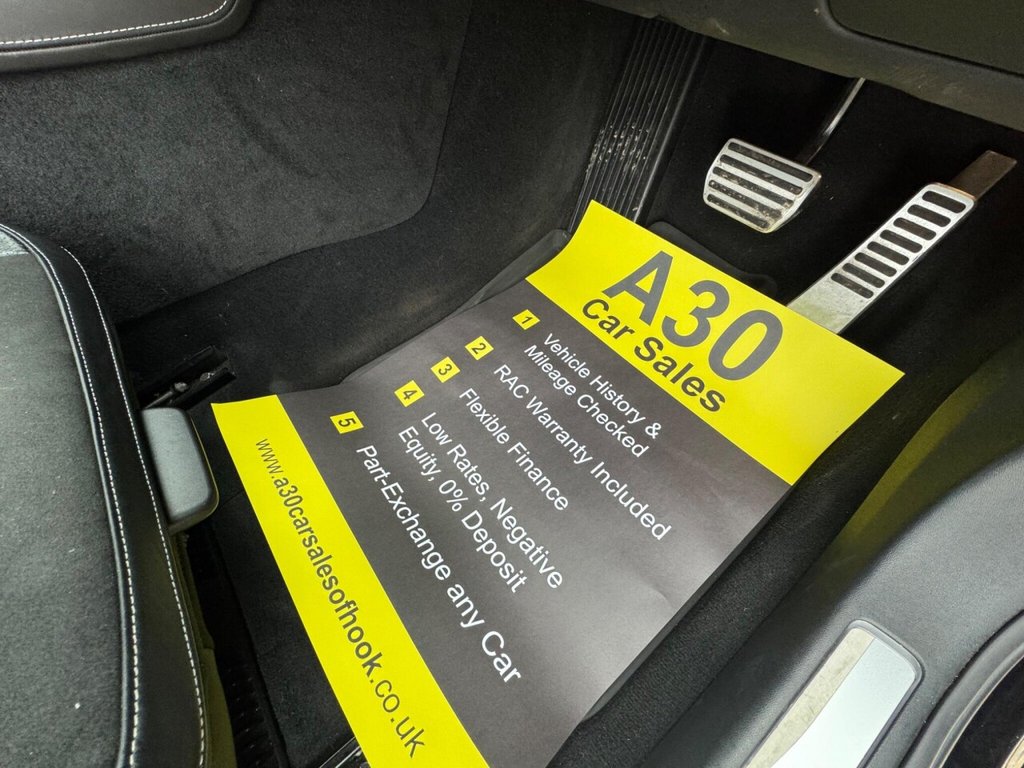 A30
Car Sales
1 Vehicle History &
Mileage Checked
2 RAC Warranty Included
3 Flexible Finance
4 Low Rates, Negative
Equity, 0% Deposit
5 Part-Exchange any Car
www.a30carsalesofhook.co.uk